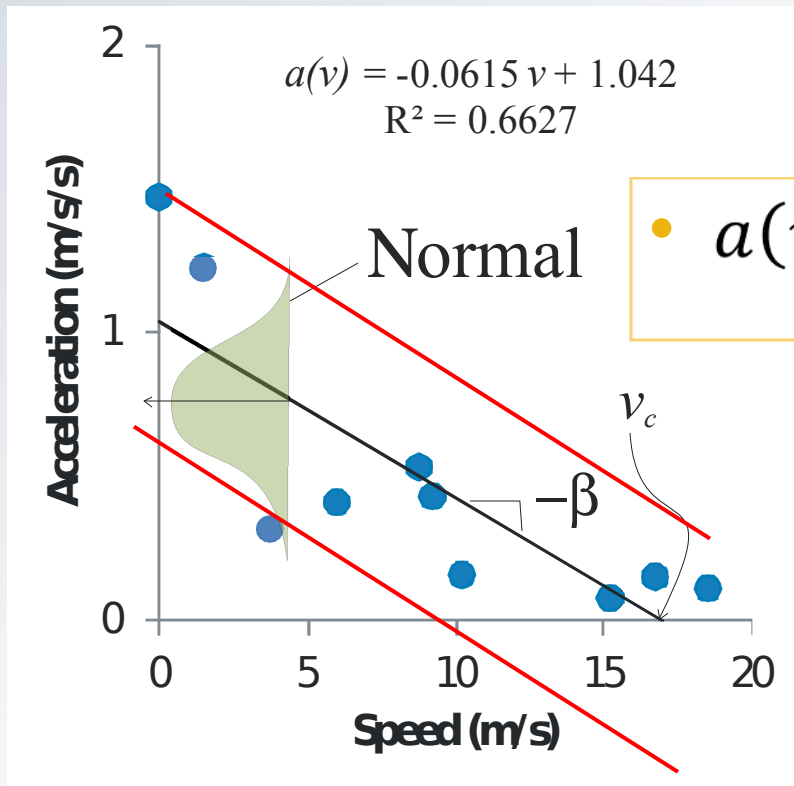 2
a(v) = -0.0615 v + 1.042
R² = 0.6627
• a(
Normal
1
v_c
−β
0
0 5 10 15 20
Speed (m/s)
Acceleration (m/s/s)